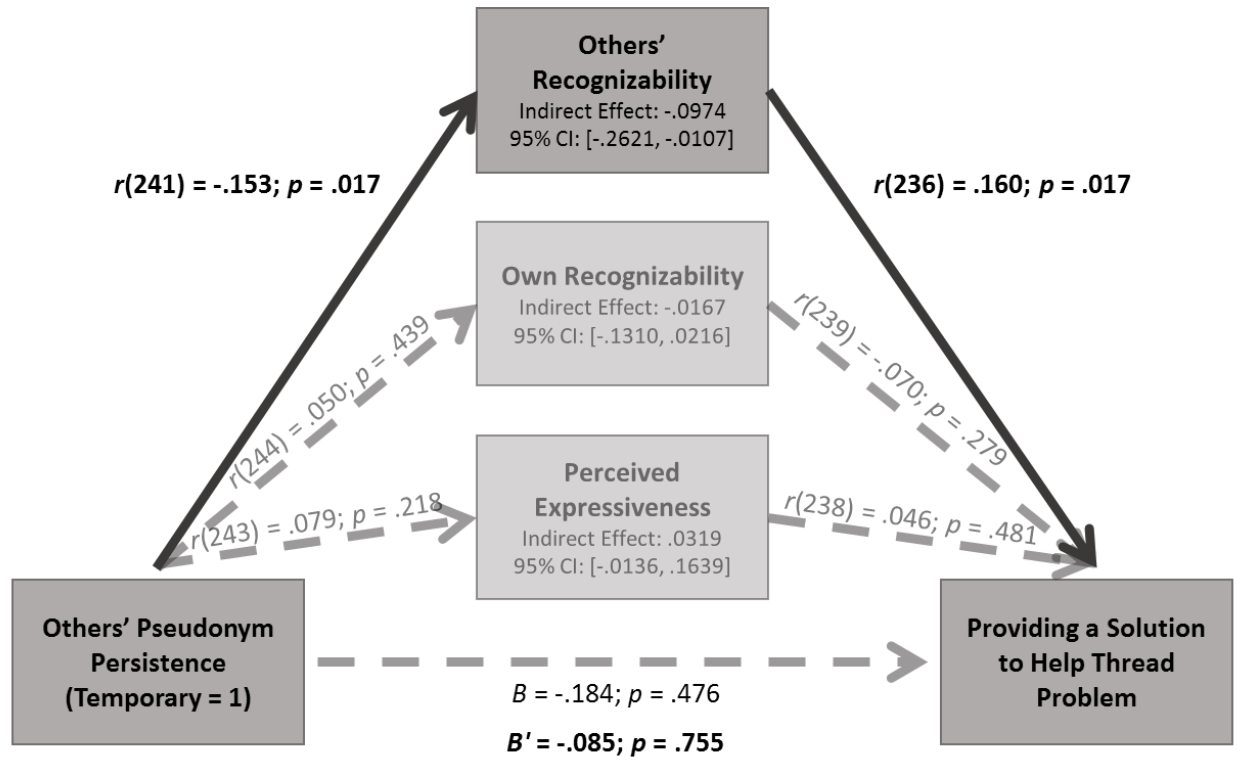 Others’
Recognizability
Indirect Effect: -.0974
95% CI: [-.2621, -.0107]
r(241) = -.153; p = .017
r(236) = .160; p = .017
Own Recognizability
Indirect Effect: -.0167
95% CI: [-.1310, .0216]
r(244) = .050; p = .439
r(239) = -.070; p = .279
Perceived
Expressiveness
Indirect Effect: .0319
95% CI: [-.0136, .1639]
r(243) = .079; p = .218
r(238) = .046; p = .481
Others’ Pseudonym
Persistence
(Temporary = 1)
Providing a Solution
to Help Thread
Problem
B = -.184; p = .476
B' = -.085; p = .755